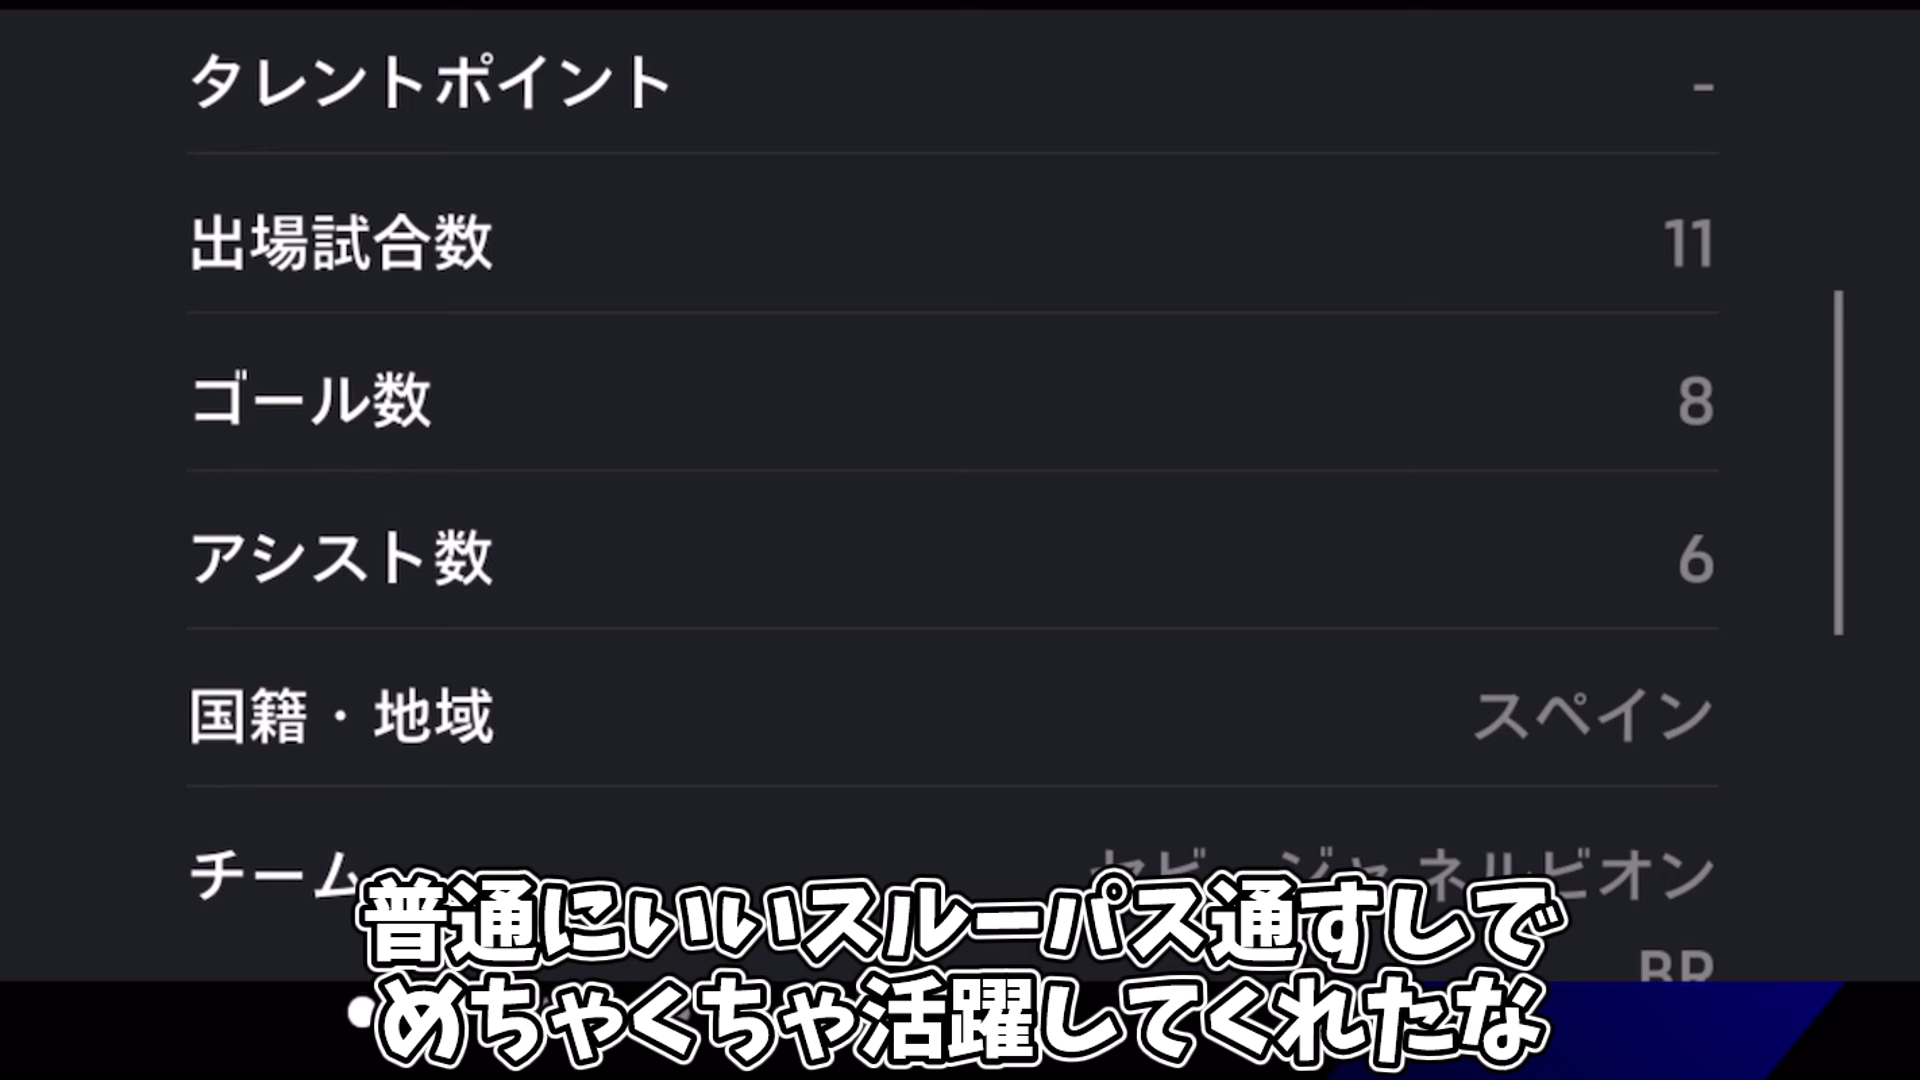 タレントポイント -
出場試合数 11
ゴール数 8
アシスト数 6
国籍・地域 スペイン
チーム
普通にいいスルーパス通すしで
めちゃくちゃ活躍してくれたな